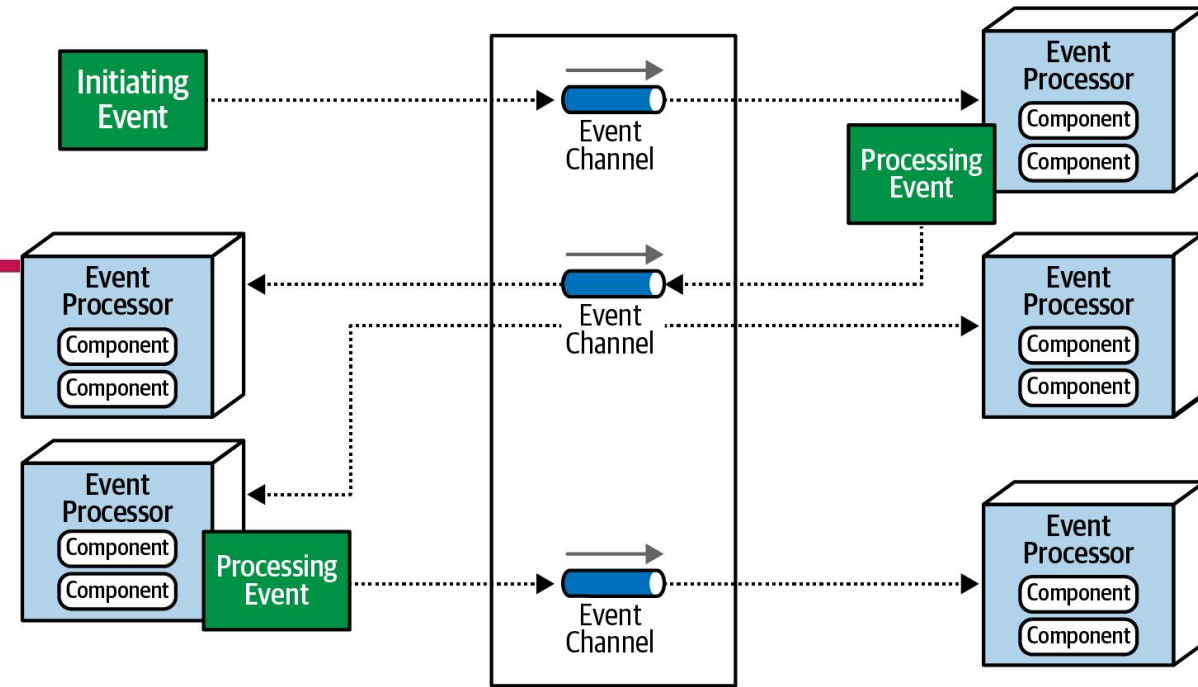 Initiating
Event
Event
Channel
Event
Processor
Component
Component
Processing
Event
Event
Processor
Component
Component
Event
Channel
Event
Processor
Component
Component
Event
Processor
Component
Component
Processing
Event
Event
Channel
Event
Processor
Component
Component